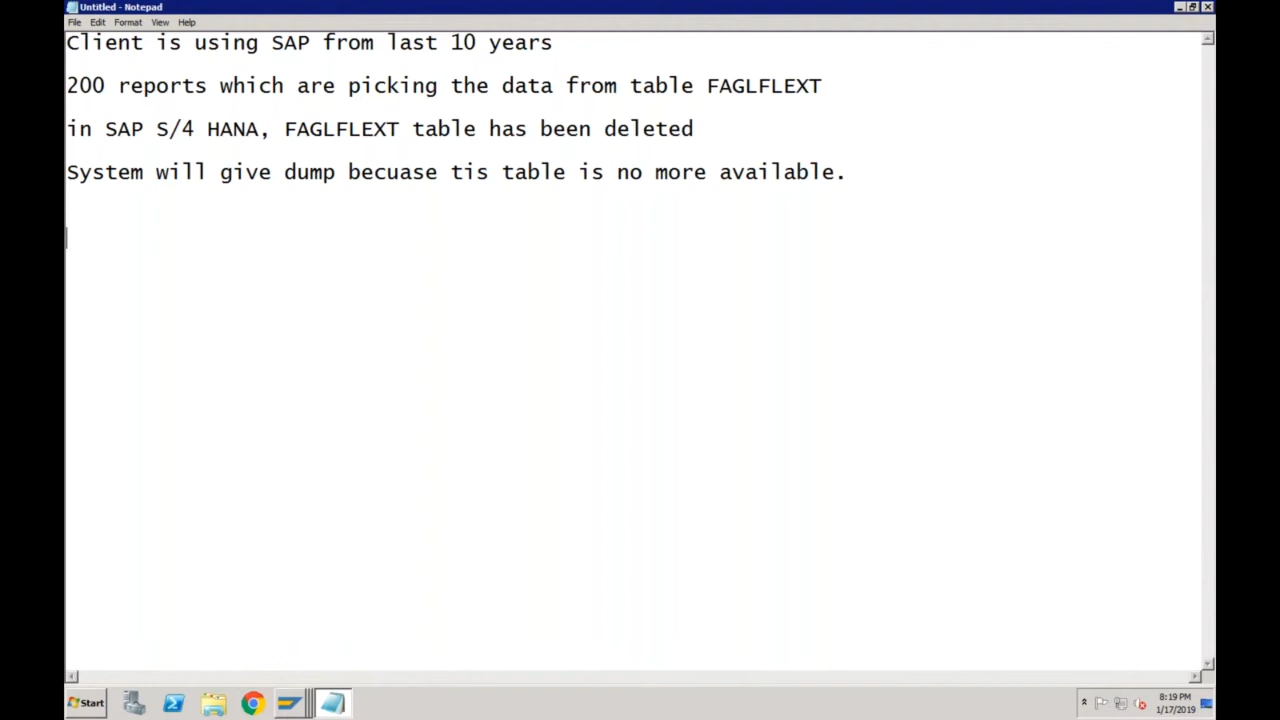 Untitled - Notepad
File Edit Format View Help
Client is using SAP from last 10 years
200 reports which are picking the data from table FAGLFLEXT
in SAP S/4 HANA, FAGLFLEXT table has been deleted
System will give dump becuase tis table is no more available.
Start
8:19 PM
1/17/2019